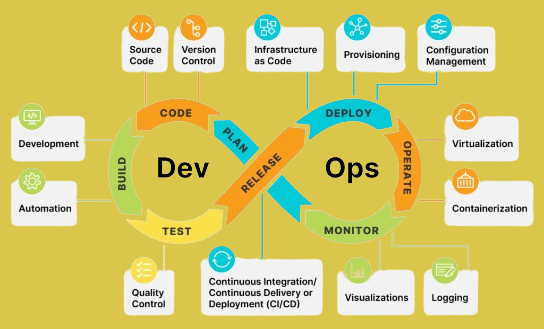 Source
Code
Version
Control
Infrastructure
as Code
Provisioning
Configuration
Management
CODE
PLAN
DEPLOY
Development
BUILD
Dev
RELEASE
Ops
OPERATE
Virtualization
Automation
Containerization
TEST
MONITOR
Quality
Control
Continuous Integration/
Continuous Delivery or
Deployment (CI/CD)
Visualizations
Logging